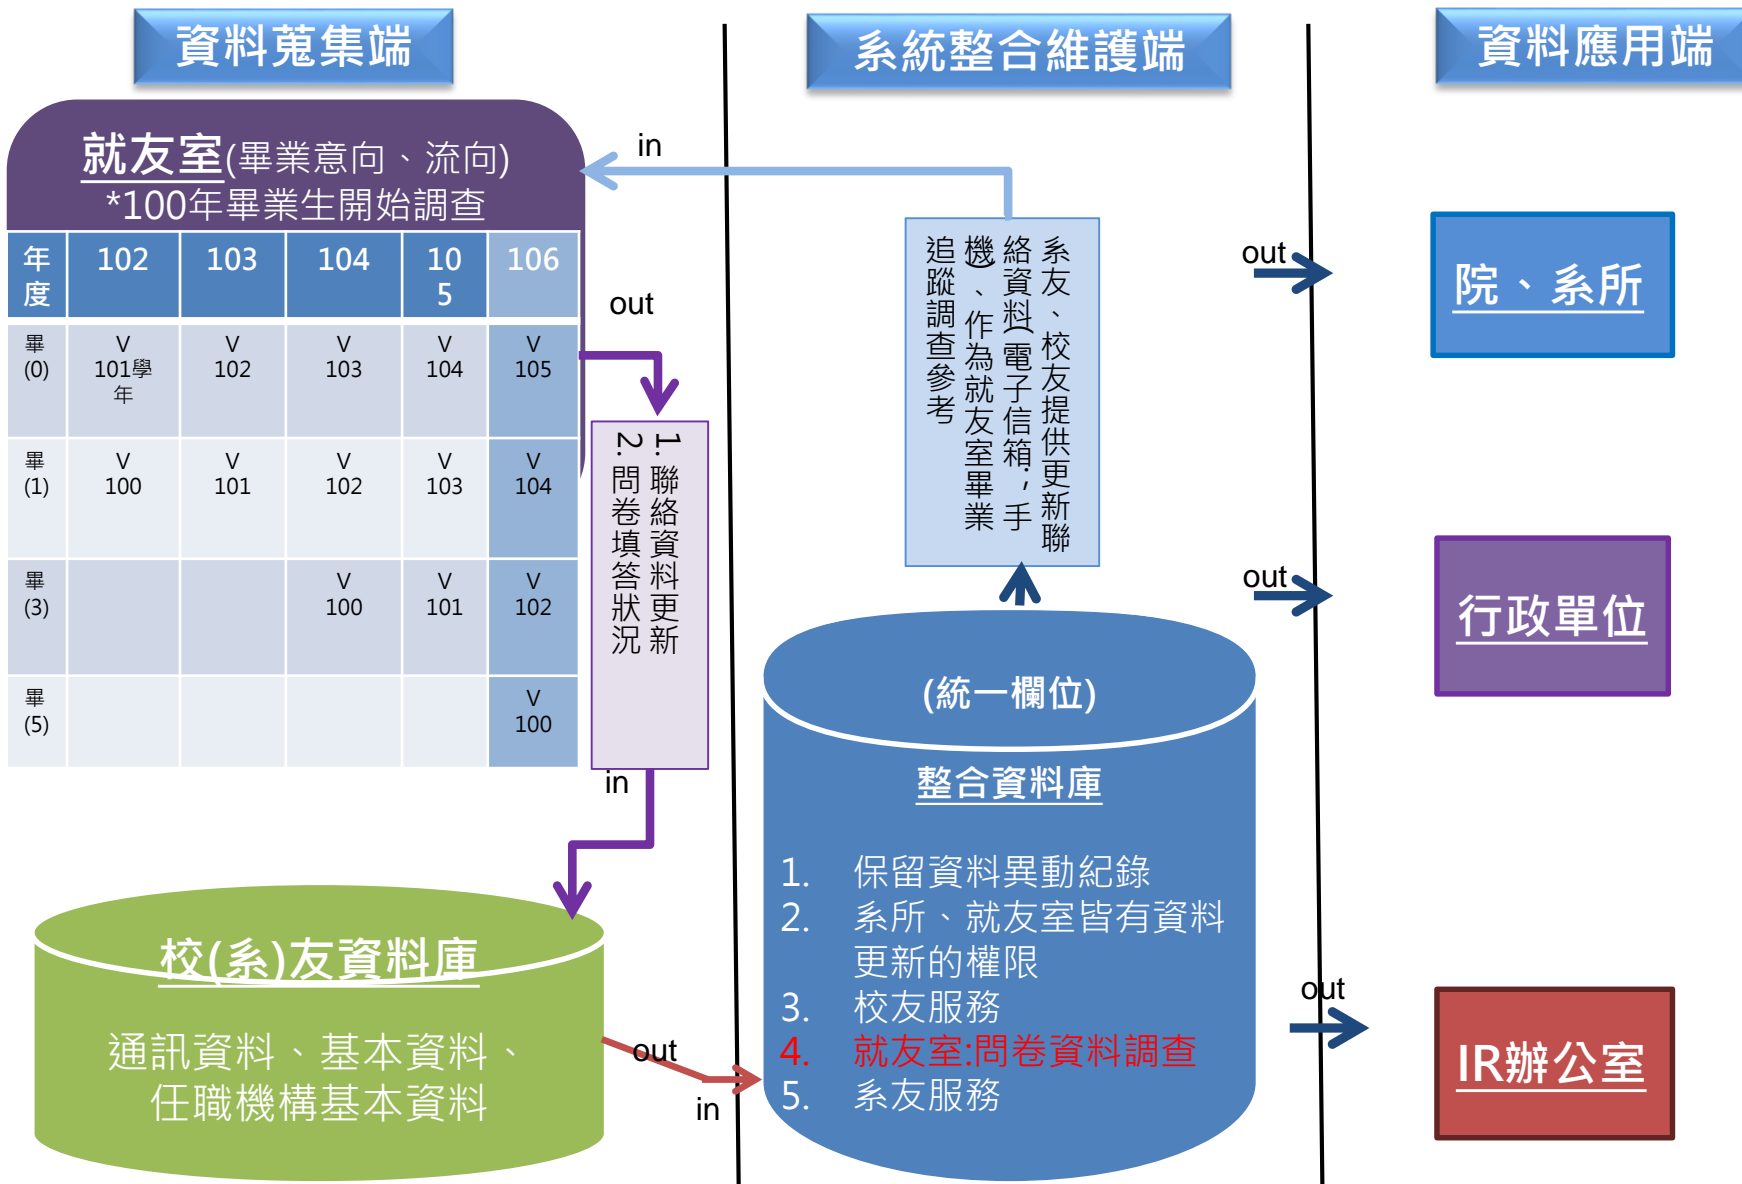 資料蒐集端
系統整合維護端
資料應用端
就友室(畢業意向、流向)
*100年畢業生開始調查
年度 102 103 104 105 106
畢(0) V 101學年 V 102 V 103 V 104 V 105
畢(1) V 100 V 101 V 102 V 103 V 104
畢(3) V 100 V 101 V 102
畢(5) V 100
out
1. 聯絡資料更新
2. 問卷填答狀況
in
校(系)友資料庫
通訊資料、基本資料、
任職機構基本資料
out
in
in
系友、校友提供更新聯
絡資料(電子信箱;,手
機)、作為就友室畢業
追蹤調查參考
(統一欄位)
整合資料庫
1. 保留資料異動紀錄
2. 系所、就友室皆有資料
更新的權限
3. 校友服務
4. 就友室:問卷資料調查
5. 系友服務
out
院、系所
out
行政單位
out
IR辦公室